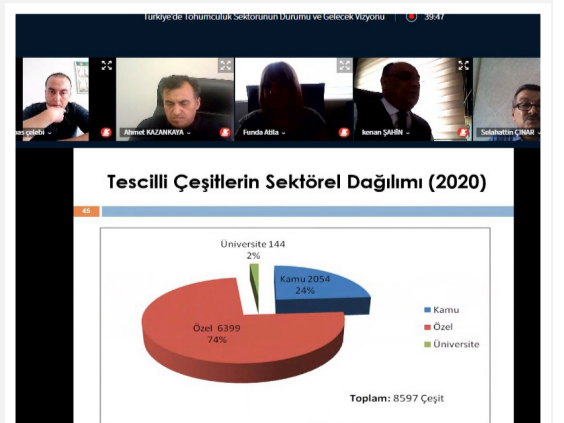 Türkiye'de Tohumculuk Sektörünün Durumu ve Gelecek Vizyonu
39:47
çelebi
Ahmet KAZANKAYA
Funda Atila
kenan ŞAHİN
Selahattin ÇINAR
Tescilli Çeşitlerin Sektörel Dağılımı (2020)
45
Üniversite 144
2%
Kamu 2054
24%
Özel 6399
74%
Kamu
Özel
Üniversite
Toplam: 8597 Çeşit